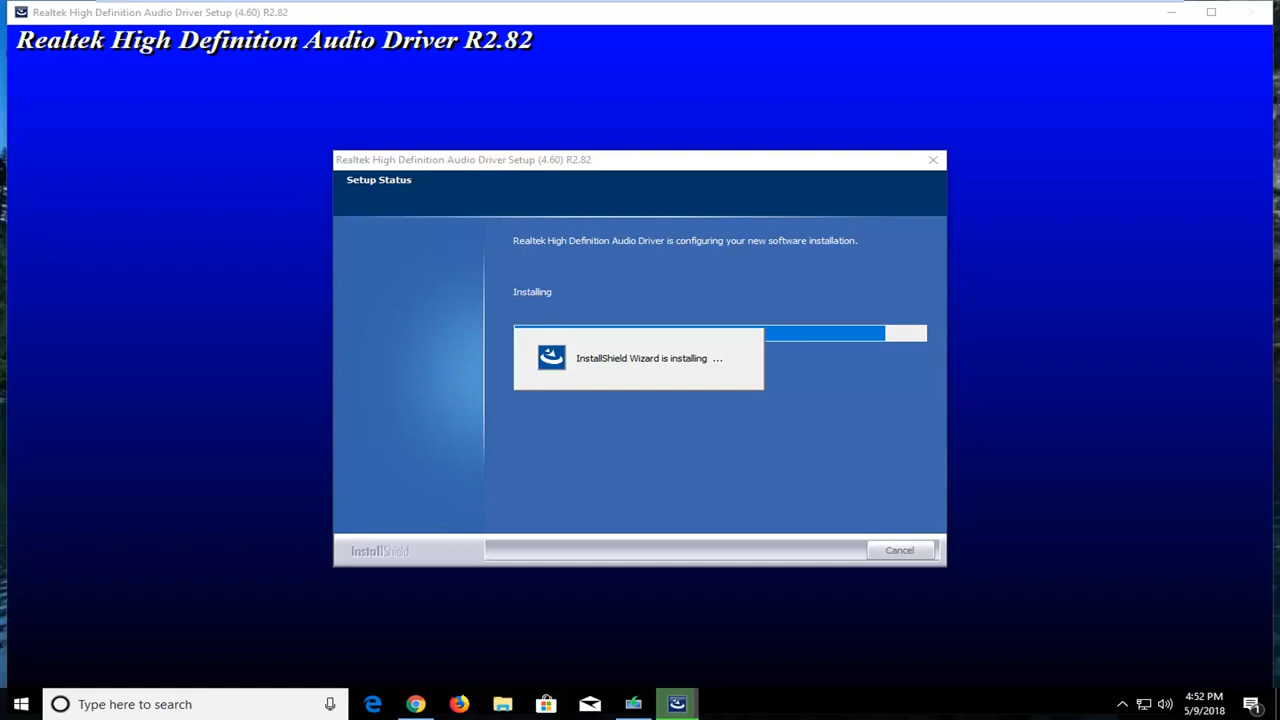 Realtek High Definition Audio Driver Setup (4.60) R2.82
Realtek High Definition Audio Driver R2.82
Realtek High Definition Audio Driver Setup (4.60) R2.82
Setup Status
Realtek High Definition Audio Driver is configuring your new software installation.
Installing
InstallShield Wizard is installing ...
InstallShield
Cancel
Type here to search
4:52 PM
5/9/2018
1